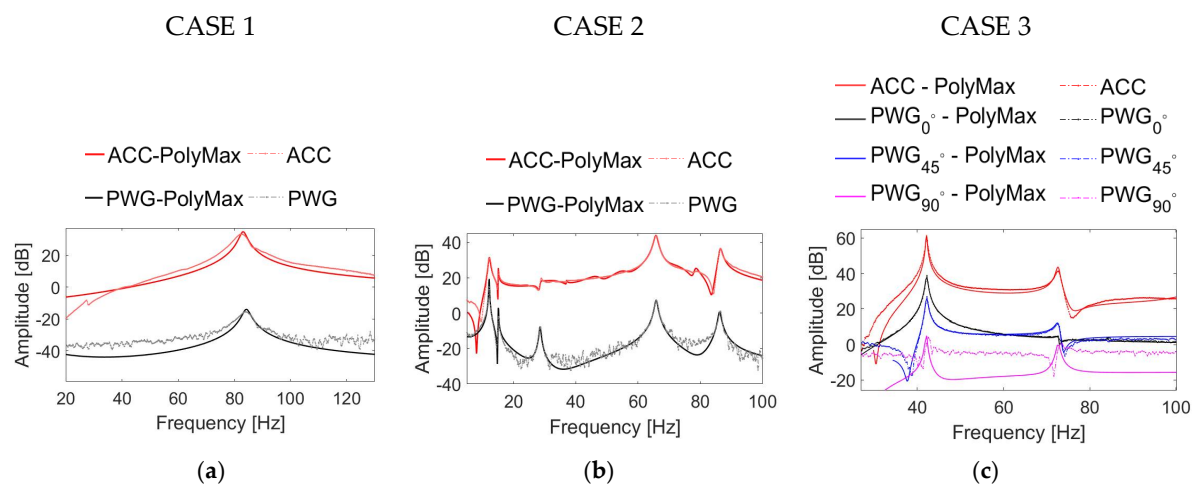 CASE 1
CASE 2
CASE 3
ACC-PolyMax ACC
PWG-PolyMax PWG
Amplitude [dB]
20
0
-20
-40
20 40 60 80 100 120
Frequency [Hz]
(a)
ACC-PolyMax ACC
PWG-PolyMax PWG
Amplitude [dB]
45
20
0
-20
-40
20 40 60 80 100
Frequency [Hz]
(b)
ACC - PolyMax ACC
PWG0° - PolyMax PWG0°
PWG45° - PolyMax PWG45°
PWG90° - PolyMax PWG90°
Amplitude [dB]
60
40
20
0
-20
40 60 80 100
Frequency [Hz]
(c)